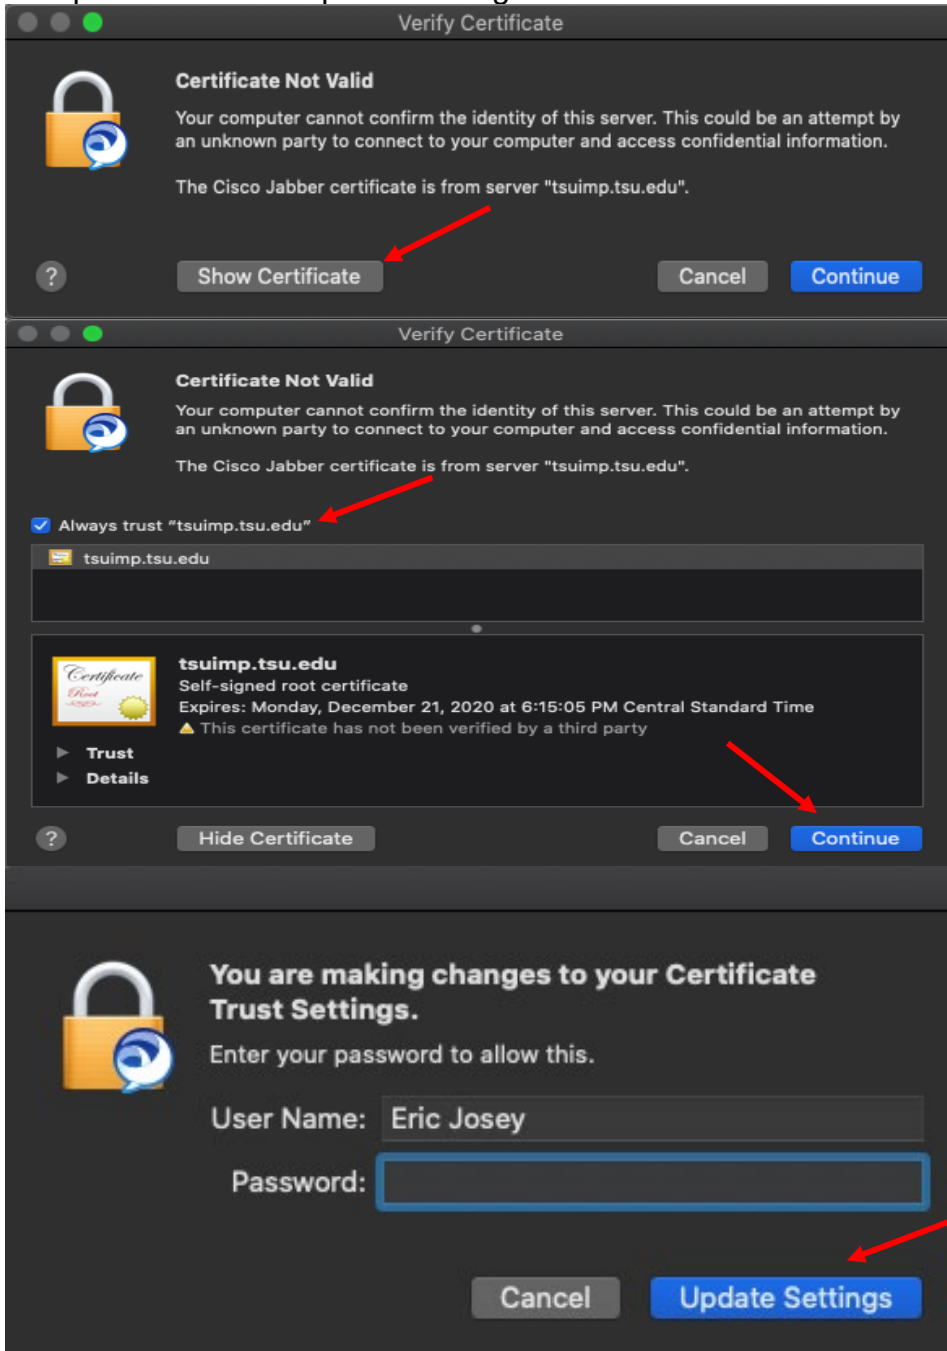 Verify Certificate
Certificate Not Valid
Your computer cannot confirm the identity of this server. This could be an attempt by
an unknown party to connect to your computer and access confidential information.
The Cisco Jabber certificate is from server "tsuimp.tsu.edu".
?
Show Certificate
Cancel
Continue
Verify Certificate
Certificate Not Valid
Your computer cannot confirm the identity of this server. This could be an attempt by
an unknown party to connect to your computer and access confidential information.
The Cisco Jabber certificate is from server "tsuimp.tsu.edu".
Always trust “tsuimp.tsu.edu”
tsuimp.tsu.edu
Certificate
Root
tsuimp.tsu.edu
Self-signed root certificate
Expires: Monday, December 21, 2020 at 6:15:05 PM Central Standard Time
This certificate has not been verified by a third party
Trust
Details
?
Hide Certificate
Cancel
Continue
You are making changes to your Certificate
Trust Settings.
Enter your password to allow this.
User Name: Eric Josey
Password:
Cancel
Update Settings